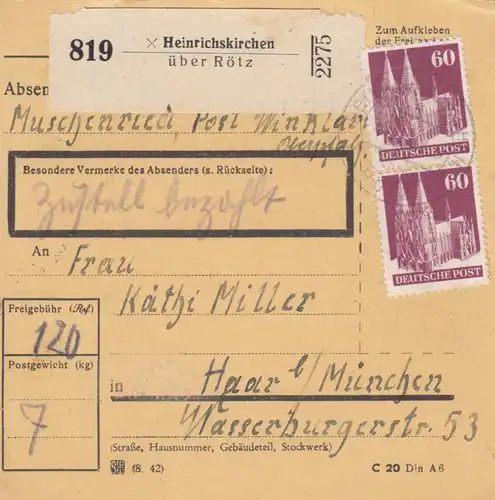 819
× Heinrichskirchen
über Rötz
2275
Zum Aufkleben
60
DEUTSCHE POST
60
DEUTSCHE POST
Absen
Muschenried, Post Winklarn
Oberpfalz
Besondere Vermerke des Absenders (s. Rückseite):
Zustell bezahlt
An Frau
Käthi Miller
Freigebühr (Rpf)
120
Postgewicht (kg)
7
in Haar b/München
Wasserburgerstr. 53
(Straße, Hausnummer, Gebäudeteil, Stockwerk)
(8. 42)
C 20 Din A6